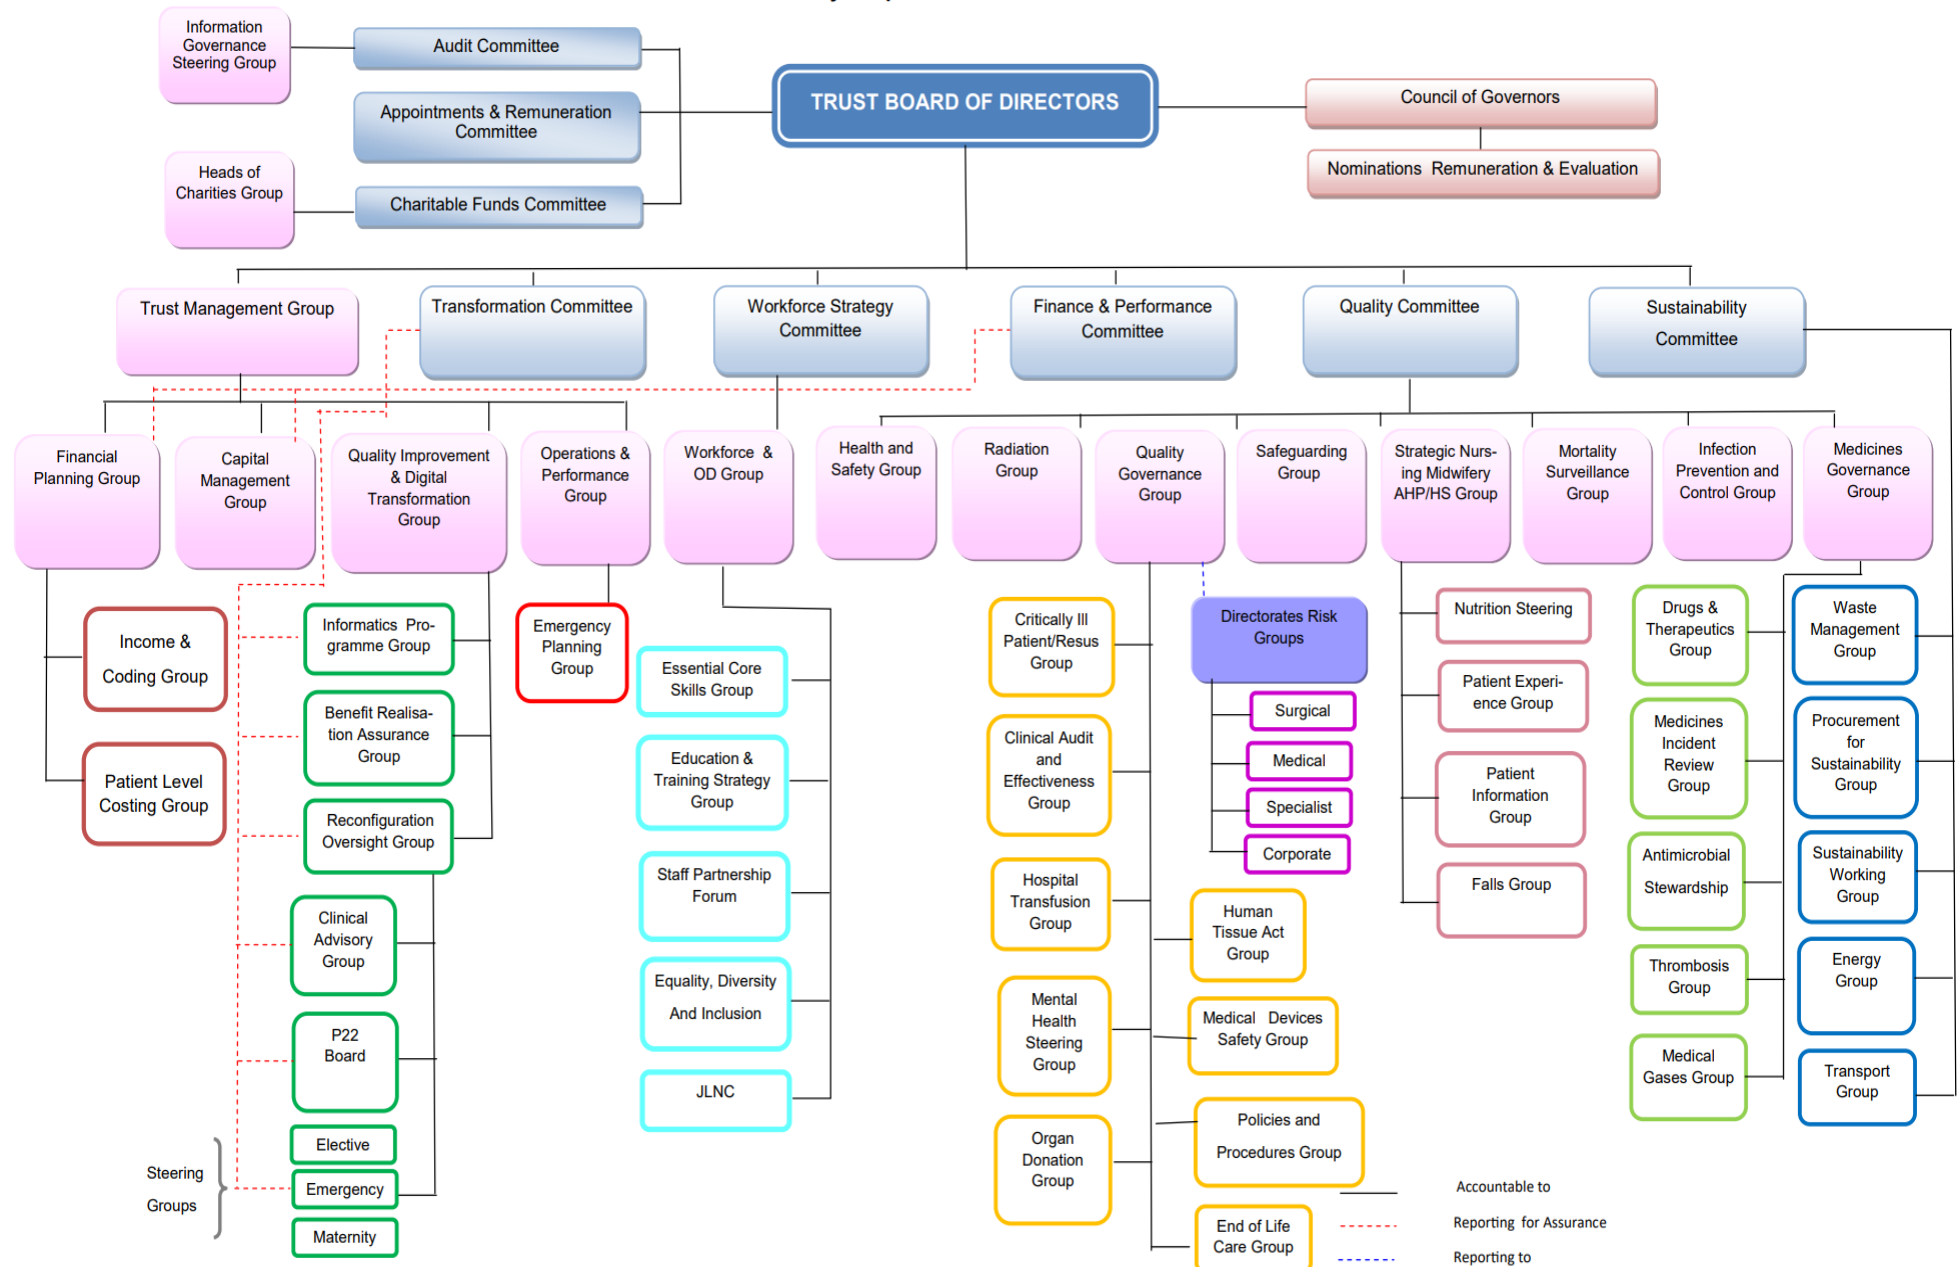 Information
Governance
Steering Group
Audit Committee
Appointments & Remuneration
Committee
Heads of
Charities Group
Charitable Funds Committee
TRUST BOARD OF DIRECTORS
Council of Governors
Nominations Remuneration & Evaluation
Trust Management Group
Transformation Committee
Workforce Strategy
Committee
Finance & Performance
Committee
Quality Committee
Sustainability
Committee
Financial
Planning Group
Capital
Management
Group
Quality Improvement
& Digital
Transformation
Group
Operations &
Performance
Group
Workforce &
OD Group
Health and
Safety Group
Radiation
Group
Quality
Governance
Group
Safeguarding
Group
Strategic Nurs-
ing Midwifery
AHP/HS Group
Mortality
Surveillance
Group
Infection
Prevention and
Control Group
Medicines
Governance
Group
Income &
Coding Group
Patient Level
Costing Group
Informatics Pro-
gramme Group
Benefit Realisa-
tion Assurance
Group
Reconfiguration
Oversight Group
Clinical
Advisory
Group
P22
Board
Steering
Groups
Elective
Emergency
Maternity
Emergency
Planning
Group
Essential Core
Skills Group
Education &
Training Strategy
Group
Staff Partnership
Forum
Equality, Diversity
And Inclusion
JLNC
Critically Ill
Patient/Resus
Group
Clinical Audit
and
Effectiveness
Group
Hospital
Transfusion
Group
Mental
Health
Steering
Group
Organ
Donation
Group
Directorates Risk
Groups
Surgical
Medical
Specialist
Corporate
Human
Tissue Act
Group
Medical Devices
Safety Group
Policies and
Procedures Group
End of Life
Care Group
Nutrition Steering
Patient Experi-
ence Group
Patient
Information
Group
Falls Group
Drugs &
Therapeutics
Group
Medicines
Incident
Review
Group
Antimicrobial
Stewardship
Thrombosis
Group
Medical
Gases Group
Waste
Management
Group
Procurement
for
Sustainability
Group
Sustainability
Working
Group
Energy
Group
Transport
Group
Accountable to
Reporting for Assurance
Reporting to